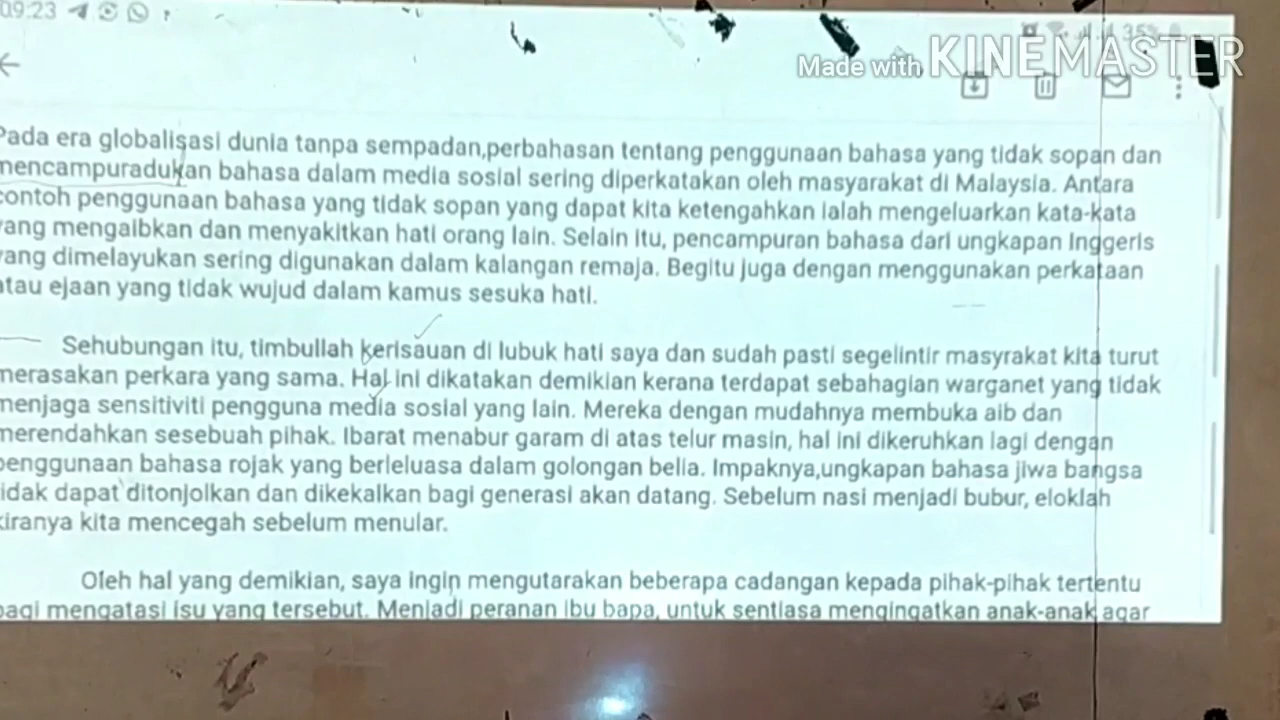 09:23
35%
Made with KINEMASTER
Pada era globalisasi dunia tanpa sempadan,perbahasan tentang penggunaan bahasa yang tidak sopan dan
mencampuradukan bahasa dalam media sosial sering diperkatakan oleh masyarakat di Malaysia. Antara
contoh penggunaan bahasa yang tidak sopan yang dapat kita ketengahkan ialah mengeluarkan kata-kata
yang mengaibkan dan menyakitkan hati orang lain. Selain itu, pencampuran bahasa dari ungkapan Inggeris
yang dimelayukan sering digunakan dalam kalangan remaja. Begitu juga dengan menggunakan perkataan
atau ejaan yang tidak wujud dalam kamus sesuka hati.
Sehubungan itu, timbullah kerisauan di lubuk hati saya dan sudah pasti segelintir masyrakat kita turut
merasakan perkara yang sama. Hal ini dikatakan demikian kerana terdapat sebahagian warganet yang tidak
menjaga sensitiviti pengguna media sosial yang lain. Mereka dengan mudahnya membuka aib dan
merendahkan sesebuah pihak. Ibarat menabur garam di atas telur masin, hal ini dikeruhkan lagi dengan
penggunaan bahasa rojak yang berleluasa dalam golongan belia. Impaknya,ungkapan bahasa jiwa bangsa
tidak dapat ditonjolkan dan dikekalkan bagi generasi akan datang. Sebelum nasi menjadi bubur, eloklah
kiranya kita mencegah sebelum menular.
Oleh hal yang demikian, saya ingin mengutarakan beberapa cadangan kepada pihak-pihak tertentu
bagi mengatasi isu yang tersebut. Menjadi peranan ibu bapa, untuk sentiasa mengingatkan anak-anak agar